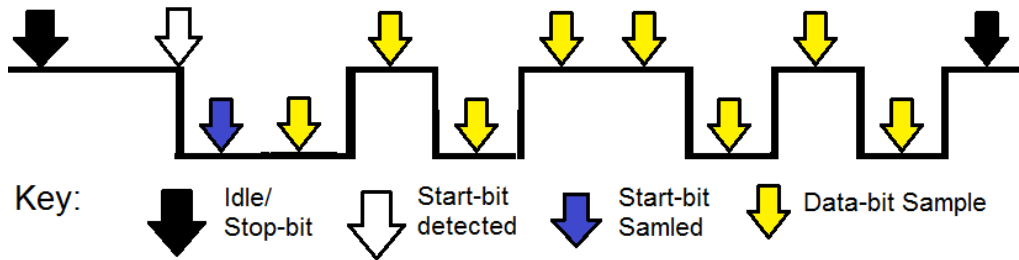 Key:
Idle/
Stop-bit
Start-bit
detected
Start-bit
Samled
Data-bit Sample